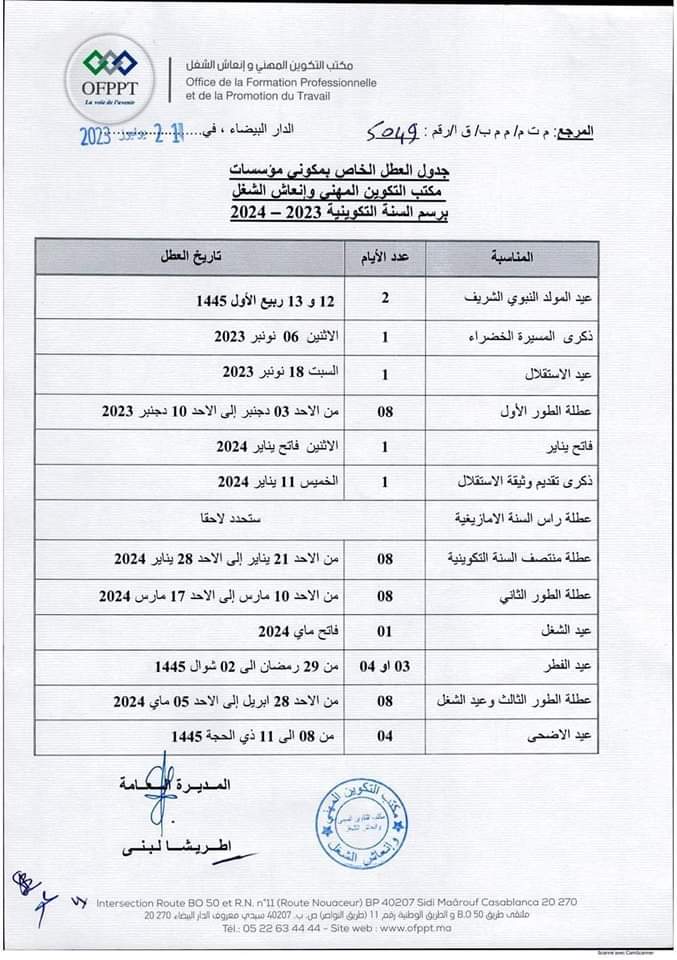 OFPPT
La voie de l'avenir
مكتب التكوين المهني و إنعاش الشغل
Office de la Formation Professionnelle
et de la Promotion du Travail
المرجع: م ت م/ م م ب/ ق ا/رقم : 5049
الدار البيضاء ، في 21 يونيو 2023
جدول العطل الخاص بمكوني مؤسسات
مكتب التكوين المهني وإنعاش الشغل
برسم السنة التكوينية 2023 – 2024
المناسبة عدد الأيام تاريخ العطل
عيد المولد النبوي الشريف 2 12 و 13 ربيع الأول 1445
ذكرى المسيرة الخضراء 1 الاثنين 06 نونبر 2023
عيد الاستقلال 1 السبت 18 نونبر 2023
عطلة الطور الأول 08 من الاحد 03 دجنبر إلى الاحد 10 دجنبر 2023
فاتح يناير 1 الاثنين فاتح يناير 2024
ذكرى تقديم وثيقة الاستقلال 1 الخميس 11 يناير 2024
عطلة راس السنة الامازيغية ستحدد لاحقا
عطلة منتصف السنة التكوينية 08 من الاحد 21 يناير إلى الاحد 28 يناير 2024
عطلة الطور الثاني 08 من الاحد 10 مارس إلى الاحد 17 مارس 2024
عيد الشغل 01 فاتح ماي 2024
عيد الفطر 03 او 04 من 29 رمضان الى 02 شوال 1445
عطلة الطور الثالث وعيد الشغل 08 من الاحد 28 ابريل إلى الاحد 05 ماي 2024
عيد الاضحى 04 من 08 الى 11 ذي الحجة 1445
المديرة العامة
اطريشا لبنى
مكتب التكوين المهني
وإنعاش الشغل
مكتب التكوين المهني
وإنعاش الشغل
Intersection Route BO 50 et R.N. n°11 (Route Nouaceur) BP 40207 Sidi Maârouf Casablanca 20 270
ملتقى طريق B.O 50 و الطريق الوطنية رقم 11 (طريق النواصر) ص. ب. 40207 سيدي معروف الدار البيضاء 270 20
Tél.: 05 22 63 44 44 - Site web : www.ofppt.ma
Scanné avec CamScanner